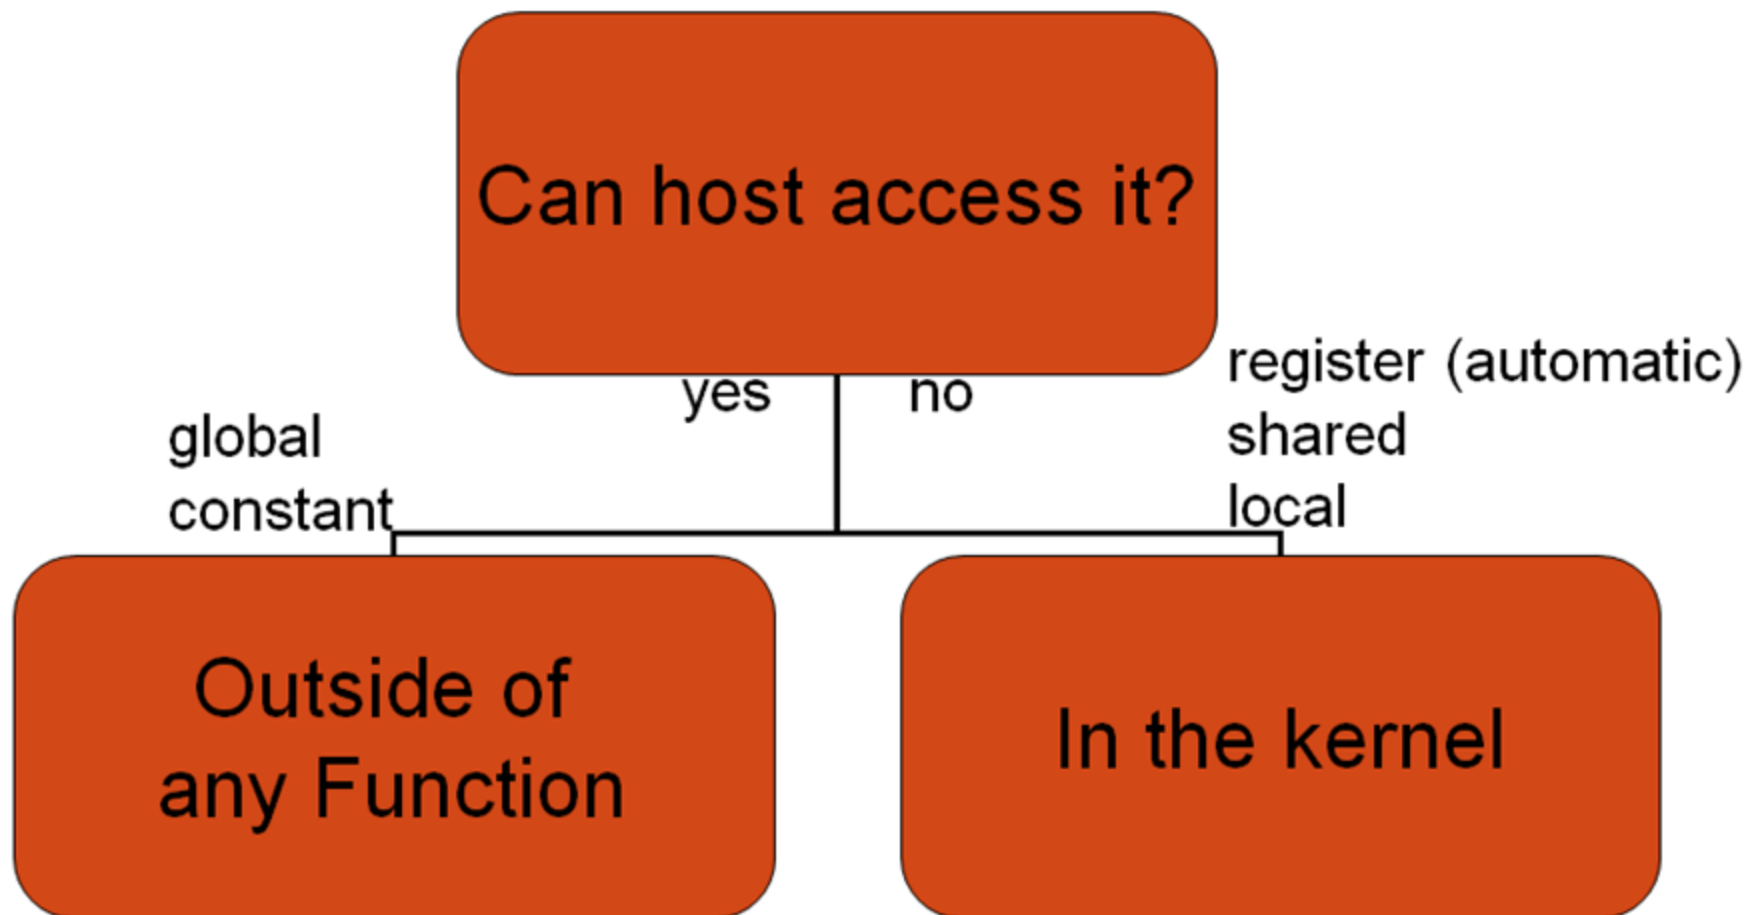 Can host access it?
yes
no
global
constant
register (automatic)
shared
local
Outside of
any Function
In the kernel